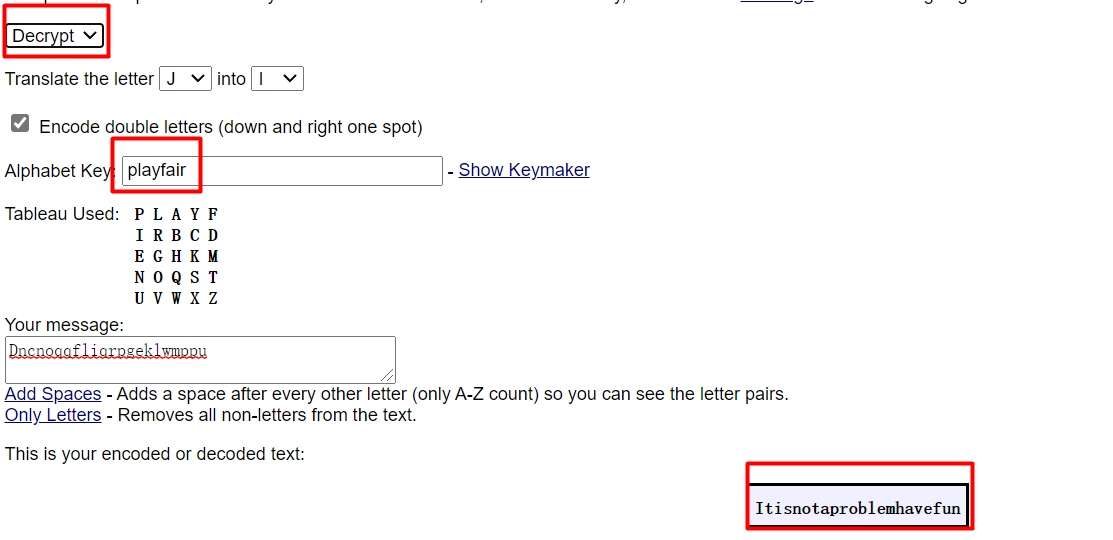 Decrypt
Translate the letter J into I
Encode double letters (down and right one spot)
Alphabet Key: playfair - Show Keymaker
Tableau Used: P L A Y F
I R B C D
E G H K M
N O Q S T
U V W X Z
Your message:
Dncnoqqfliqrpgeklwmppu
Add Spaces - Adds a space after every other letter (only A-Z count) so you can see the letter pairs.
Only Letters - Removes all non-letters from the text.
This is your encoded or decoded text:
Itisnotaproblemhavefun